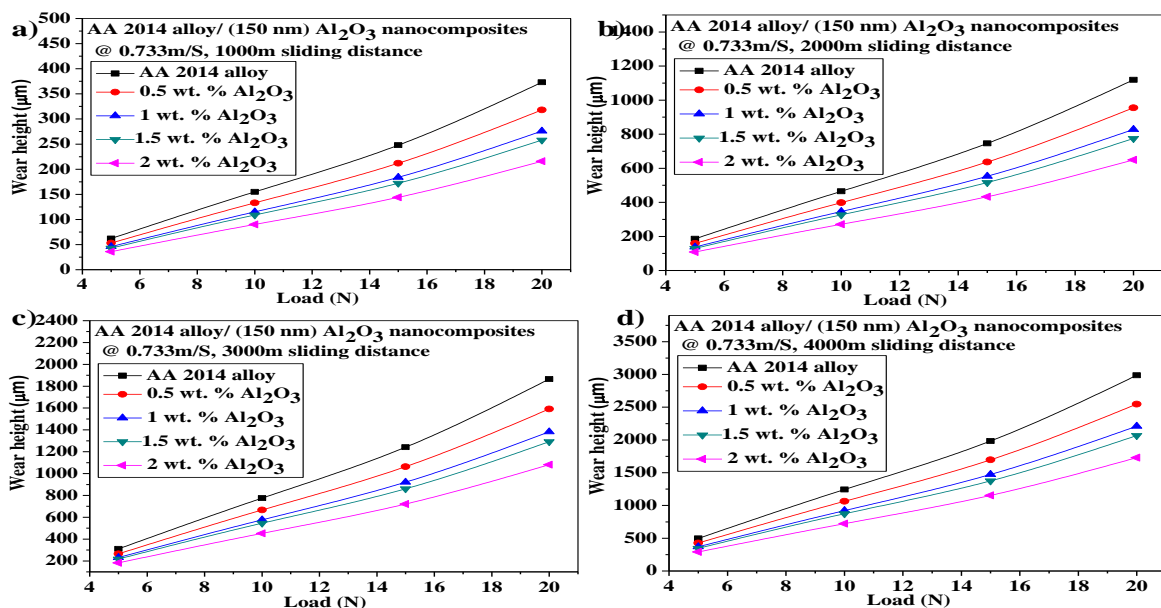 a)
AA 2014 alloy/ (150 nm) Al2O3 nanocomposites
@ 0.733m/S, 1000m sliding distance
AA 2014 alloy
0.5 wt. % Al2O3
1 wt. % Al2O3
1.5 wt. % Al2O3
2 wt. % Al2O3
Wear height (μm)
500
450
400
350
300
250
200
150
100
50
0
4 6 8 10 12 14 16 18 20
Load (N)
b)
AA 2014 alloy/ (150 nm) Al2O3 nanocomposites
@ 0.733m/S, 2000m sliding distance
AA 2014 alloy
0.5 wt. % Al2O3
1 wt. % Al2O3
1.5 wt. % Al2O3
2 wt. % Al2O3
Wear height (μm)
1400
1200
1000
800
600
400
200
0
4 6 8 10 12 14 16 18 20
Load (N)
c)
AA 2014 alloy/ (150 nm) Al2O3 nanocomposites
@ 0.733m/S, 3000m sliding distance
AA 2014 alloy
0.5 wt. % Al2O3
1 wt. % Al2O3
1.5 wt. % Al2O3
2 wt. % Al2O3
Wear height (μm)
2400
2200
2000
1800
1600
1400
1200
1000
800
600
400
200
4 6 8 10 12 14 16 18 20
Load (N)
d)
AA 2014 alloy/ (150 nm) Al2O3 nanocomposites
@ 0.733m/S, 4000m sliding distance
AA 2014 alloy
0.5 wt. % Al2O3
1 wt. % Al2O3
1.5 wt. % Al2O3
2 wt. % Al2O3
Wear height (μm)
3500
3000
2500
2000
1500
1000
500
0
4 6 8 10 12 14 16 18 20
Load (N)